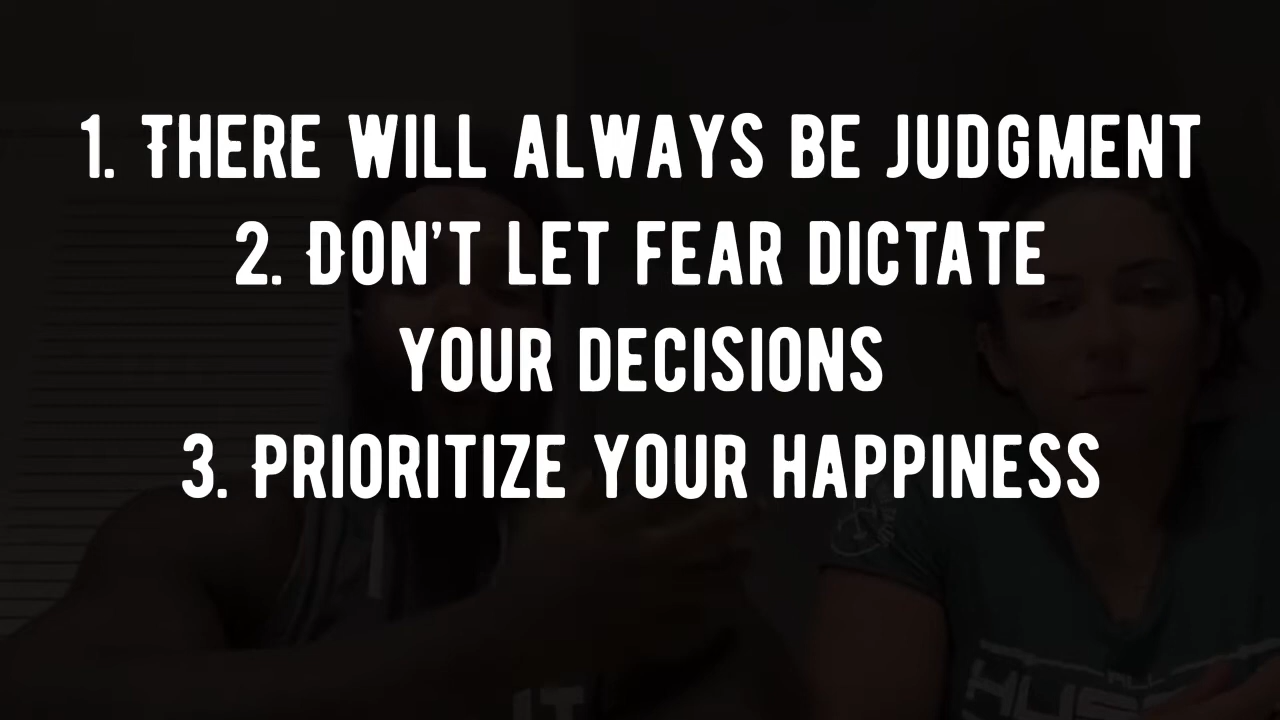 1. THERE WILL ALWAYS BE JUDGMENT
2. DON'T LET FEAR DICTATE
YOUR DECISIONS
3. PRIORITIZE YOUR HAPPINESS